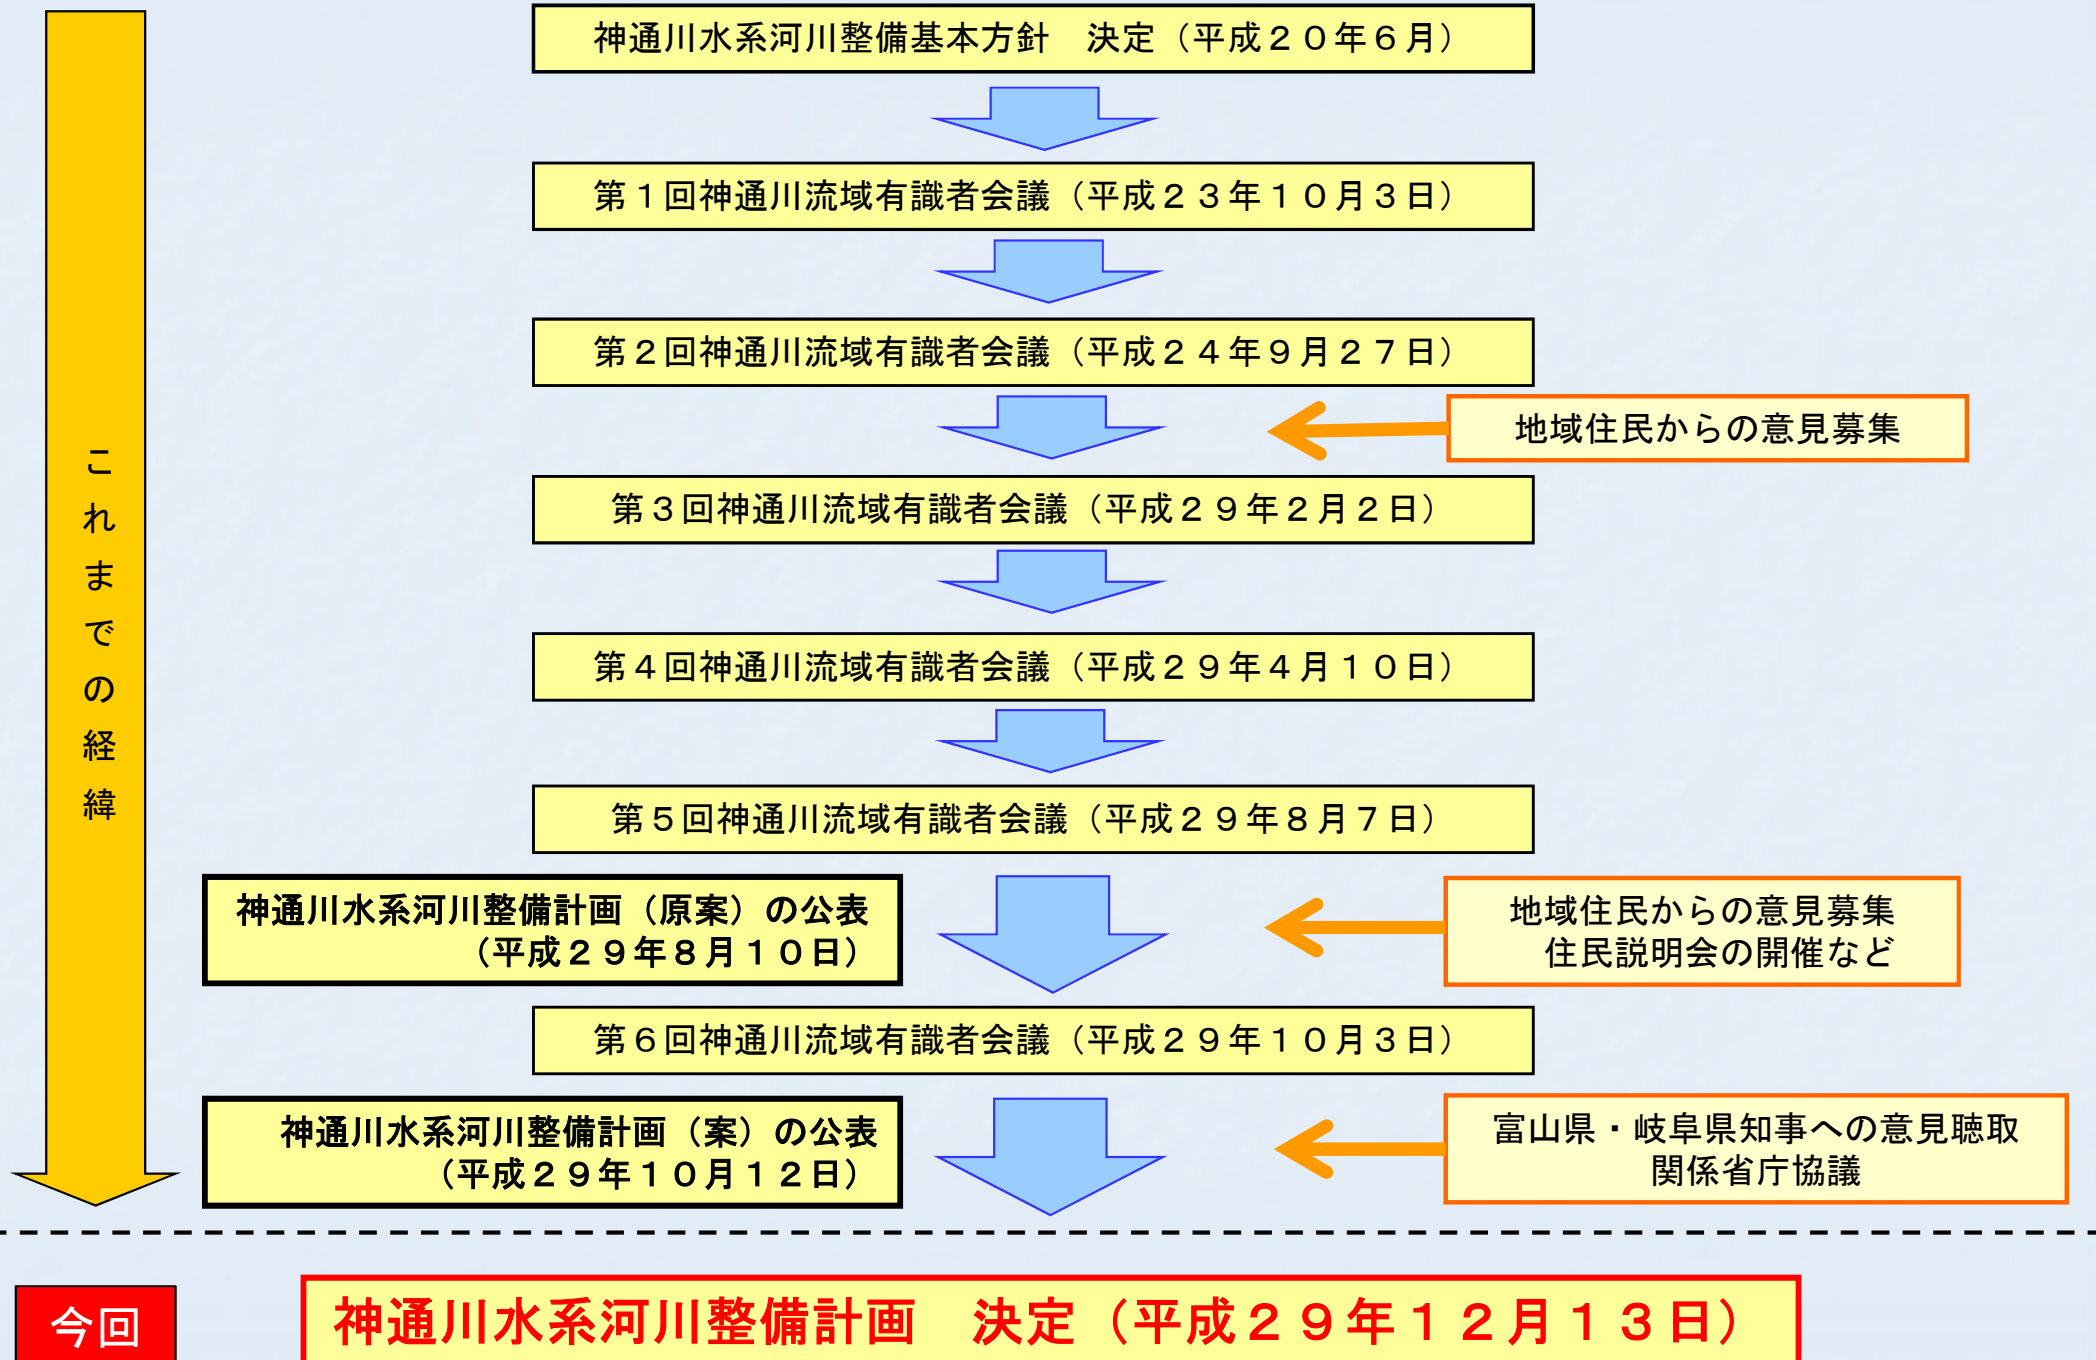 神通川水系河川整備基本方針　決定（平成２０年６月）
第１回神通川流域有識者会議（平成２３年１０月３日）
第２回神通川流域有識者会議（平成２４年９月２７日）
地域住民からの意見募集
第３回神通川流域有識者会議（平成２９年２月２日）
これまでの経緯
第４回神通川流域有識者会議（平成２９年４月１０日）
第５回神通川流域有識者会議（平成２９年８月７日）
神通川水系河川整備計画（原案）の公表
（平成２９年８月１０日）
地域住民からの意見募集
住民説明会の開催など
第６回神通川流域有識者会議（平成２９年１０月３日）
神通川水系河川整備計画（案）の公表
（平成２９年１０月１２日）
富山県・岐阜県知事への意見聴取
関係省庁協議
今回
神通川水系河川整備計画　決定（平成２９年１２月１３日）